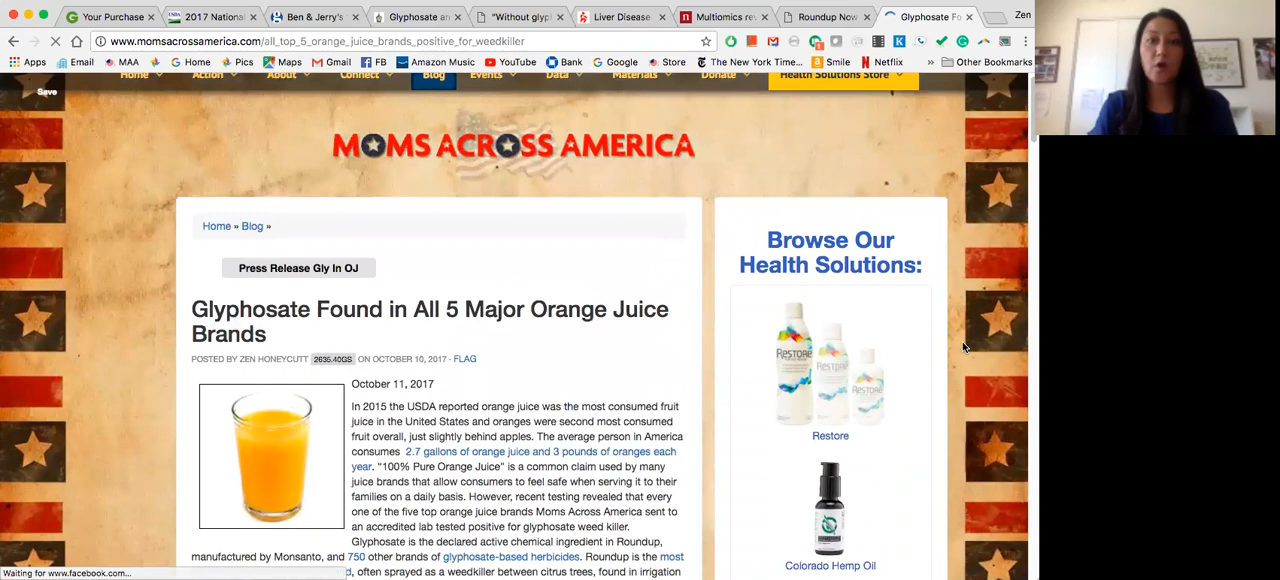 Your Purchase
2017 National
Ben & Jerry's
Glyphosate an
"Without glyp
Liver Disease
Multiomics re
Roundup Now
Glyphosate Fo
Zen
www.momsacrossamerica.com/all_top_5_orange_juice_brands_positive_for_weedkiller
Apps
Email
MAA
Google
Pics
Maps
Gmail
FB
Amazon Music
YouTube
Bank
Google
Store
The New York Time...
Smile
Netflix
»
Other Bookmarks
Home
Action
About
Connect
Blog
Events
Data
Materials
Donate
Health Solutions Store
Save
MOMS ACROSS AMERICA
Home » Blog »
Press Release Gly In OJ
Glyphosate Found in All 5 Major Orange Juice
Brands
POSTED BY ZEN HONEYCUTT 2635.40GS ON OCTOBER 10, 2017 · FLAG
October 11, 2017
In 2015 the USDA reported orange juice was the most consumed fruit
juice in the United States and oranges were second most consumed
fruit overall, just slightly behind apples. The average person in America
consumes 2.7 gallons of orange juice and 3 pounds of oranges each
year. "100% Pure Orange Juice" is a common claim used by many
juice brands that allow consumers to feel safe when serving it to their
families on a daily basis. However, recent testing revealed that every
one of the five top orange juice brands Moms Across America sent to
an accredited lab tested positive for glyphosate weed killer.
Glyphosate is the declared active chemical ingredient in Roundup,
manufactured by Monsanto, and 750 other brands of glyphosate-based herbicides. Roundup is the most
often sprayed as a weedkiller between citrus trees, found in irrigation
Browse Our
Health Solutions:
RESTORE
RESTORE
RESTORE
Restore
Colorado Hemp Oil
Waiting for www.facebook.com...